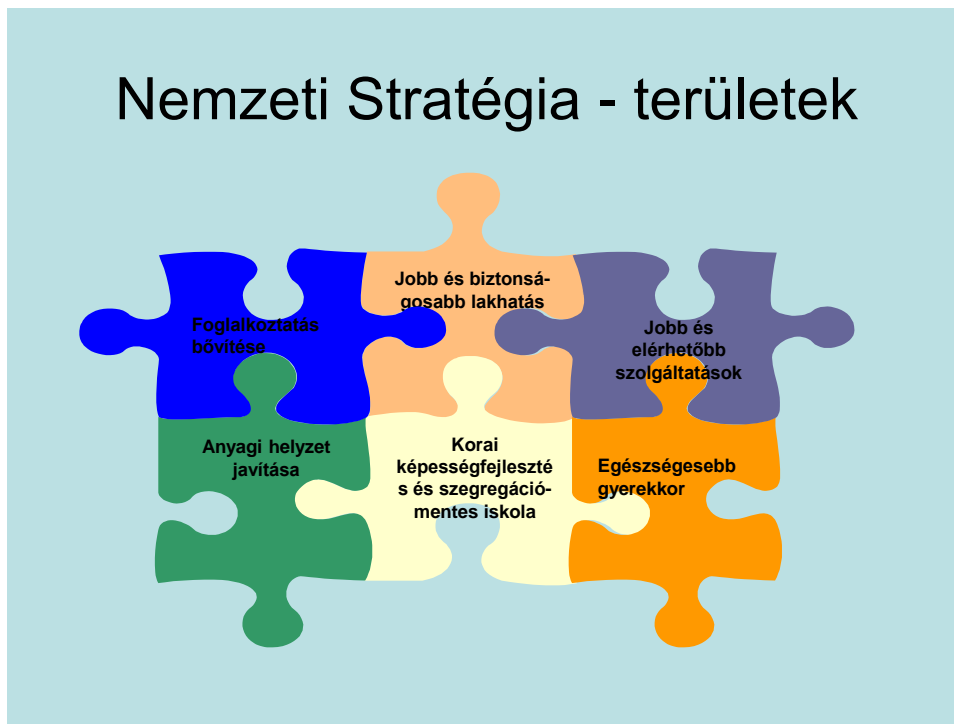 Nemzeti Stratégia - területek
Jobb és biztonsá-
gosabb lakhatás
Foglalkoztatás
bővítése
Jobb és
elérhetőbb
szolgáltatások
Anyagi helyzet
javítása
Korai
képességfejleszté
s és szegregáció-
mentes iskola
Egészségesebb
gyerekkor